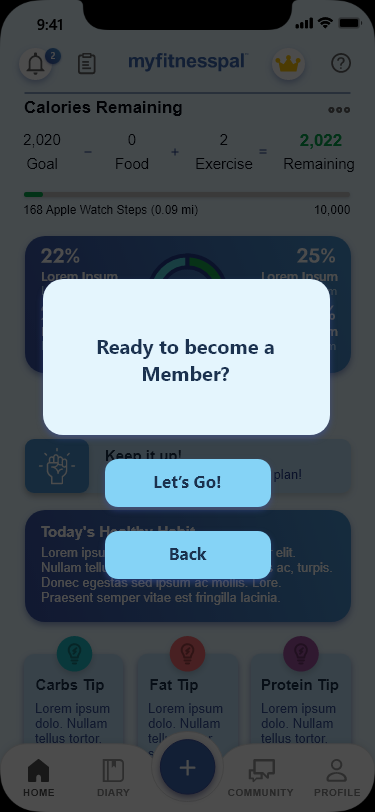 9:41
2
myfitnesspal
Calories Remaining
2,020 − 0 + 2 = 2,022
Goal Food Exercise Remaining
168 Apple Watch Steps (0.09 mi) 10,000
22% 25%
Lorem Ipsum Lorem Ipsum
Ready to become a
Member?
Keep it up!
plan!
Let's Go!
Today's Healthy Habit
Lorem ipsu elit.
Back
Nullam tellu ac, turpis.
Donec egestas sed ipsum ac mollis. Lore.
Praesent semper vitae est fringilla lacinia.
Carbs Tip Fat Tip Protein Tip
Lorem ipsum Lorem ipsum Lorem ipsum
dolo. Nullam dolo. Nullam dolo. Nullam
tellus tortor. tellus tortor. tellus tortor.
+
HOME DIARY COMMUNITY PROFILE